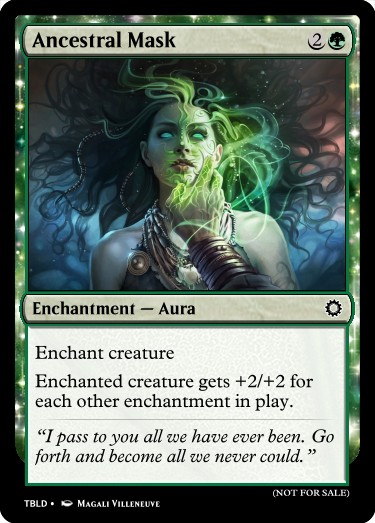 Ancestral Mask 2
Enchantment — Aura
Enchant creature
Enchanted creature gets +2/+2 for
each other enchantment in play.
“I pass to you all we have ever been. Go
forth and become all we never could.”
(NOT FOR SALE)
TBLD • Magali Villeneuve